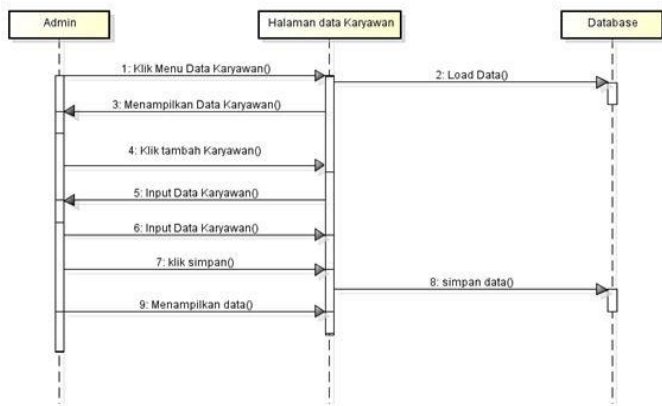 Admin
Halaman data Karyawan
Database
1: Klik Menu Data Karyawan()
2: Load Data()
3: Menampilkan Data Karyawan()
4: Klik tambah Karyawan()
5: Input Data Karyawan()
6: Input Data Karyawan()
7: klik simpan()
8: simpan data()
9: Menampilkan data()